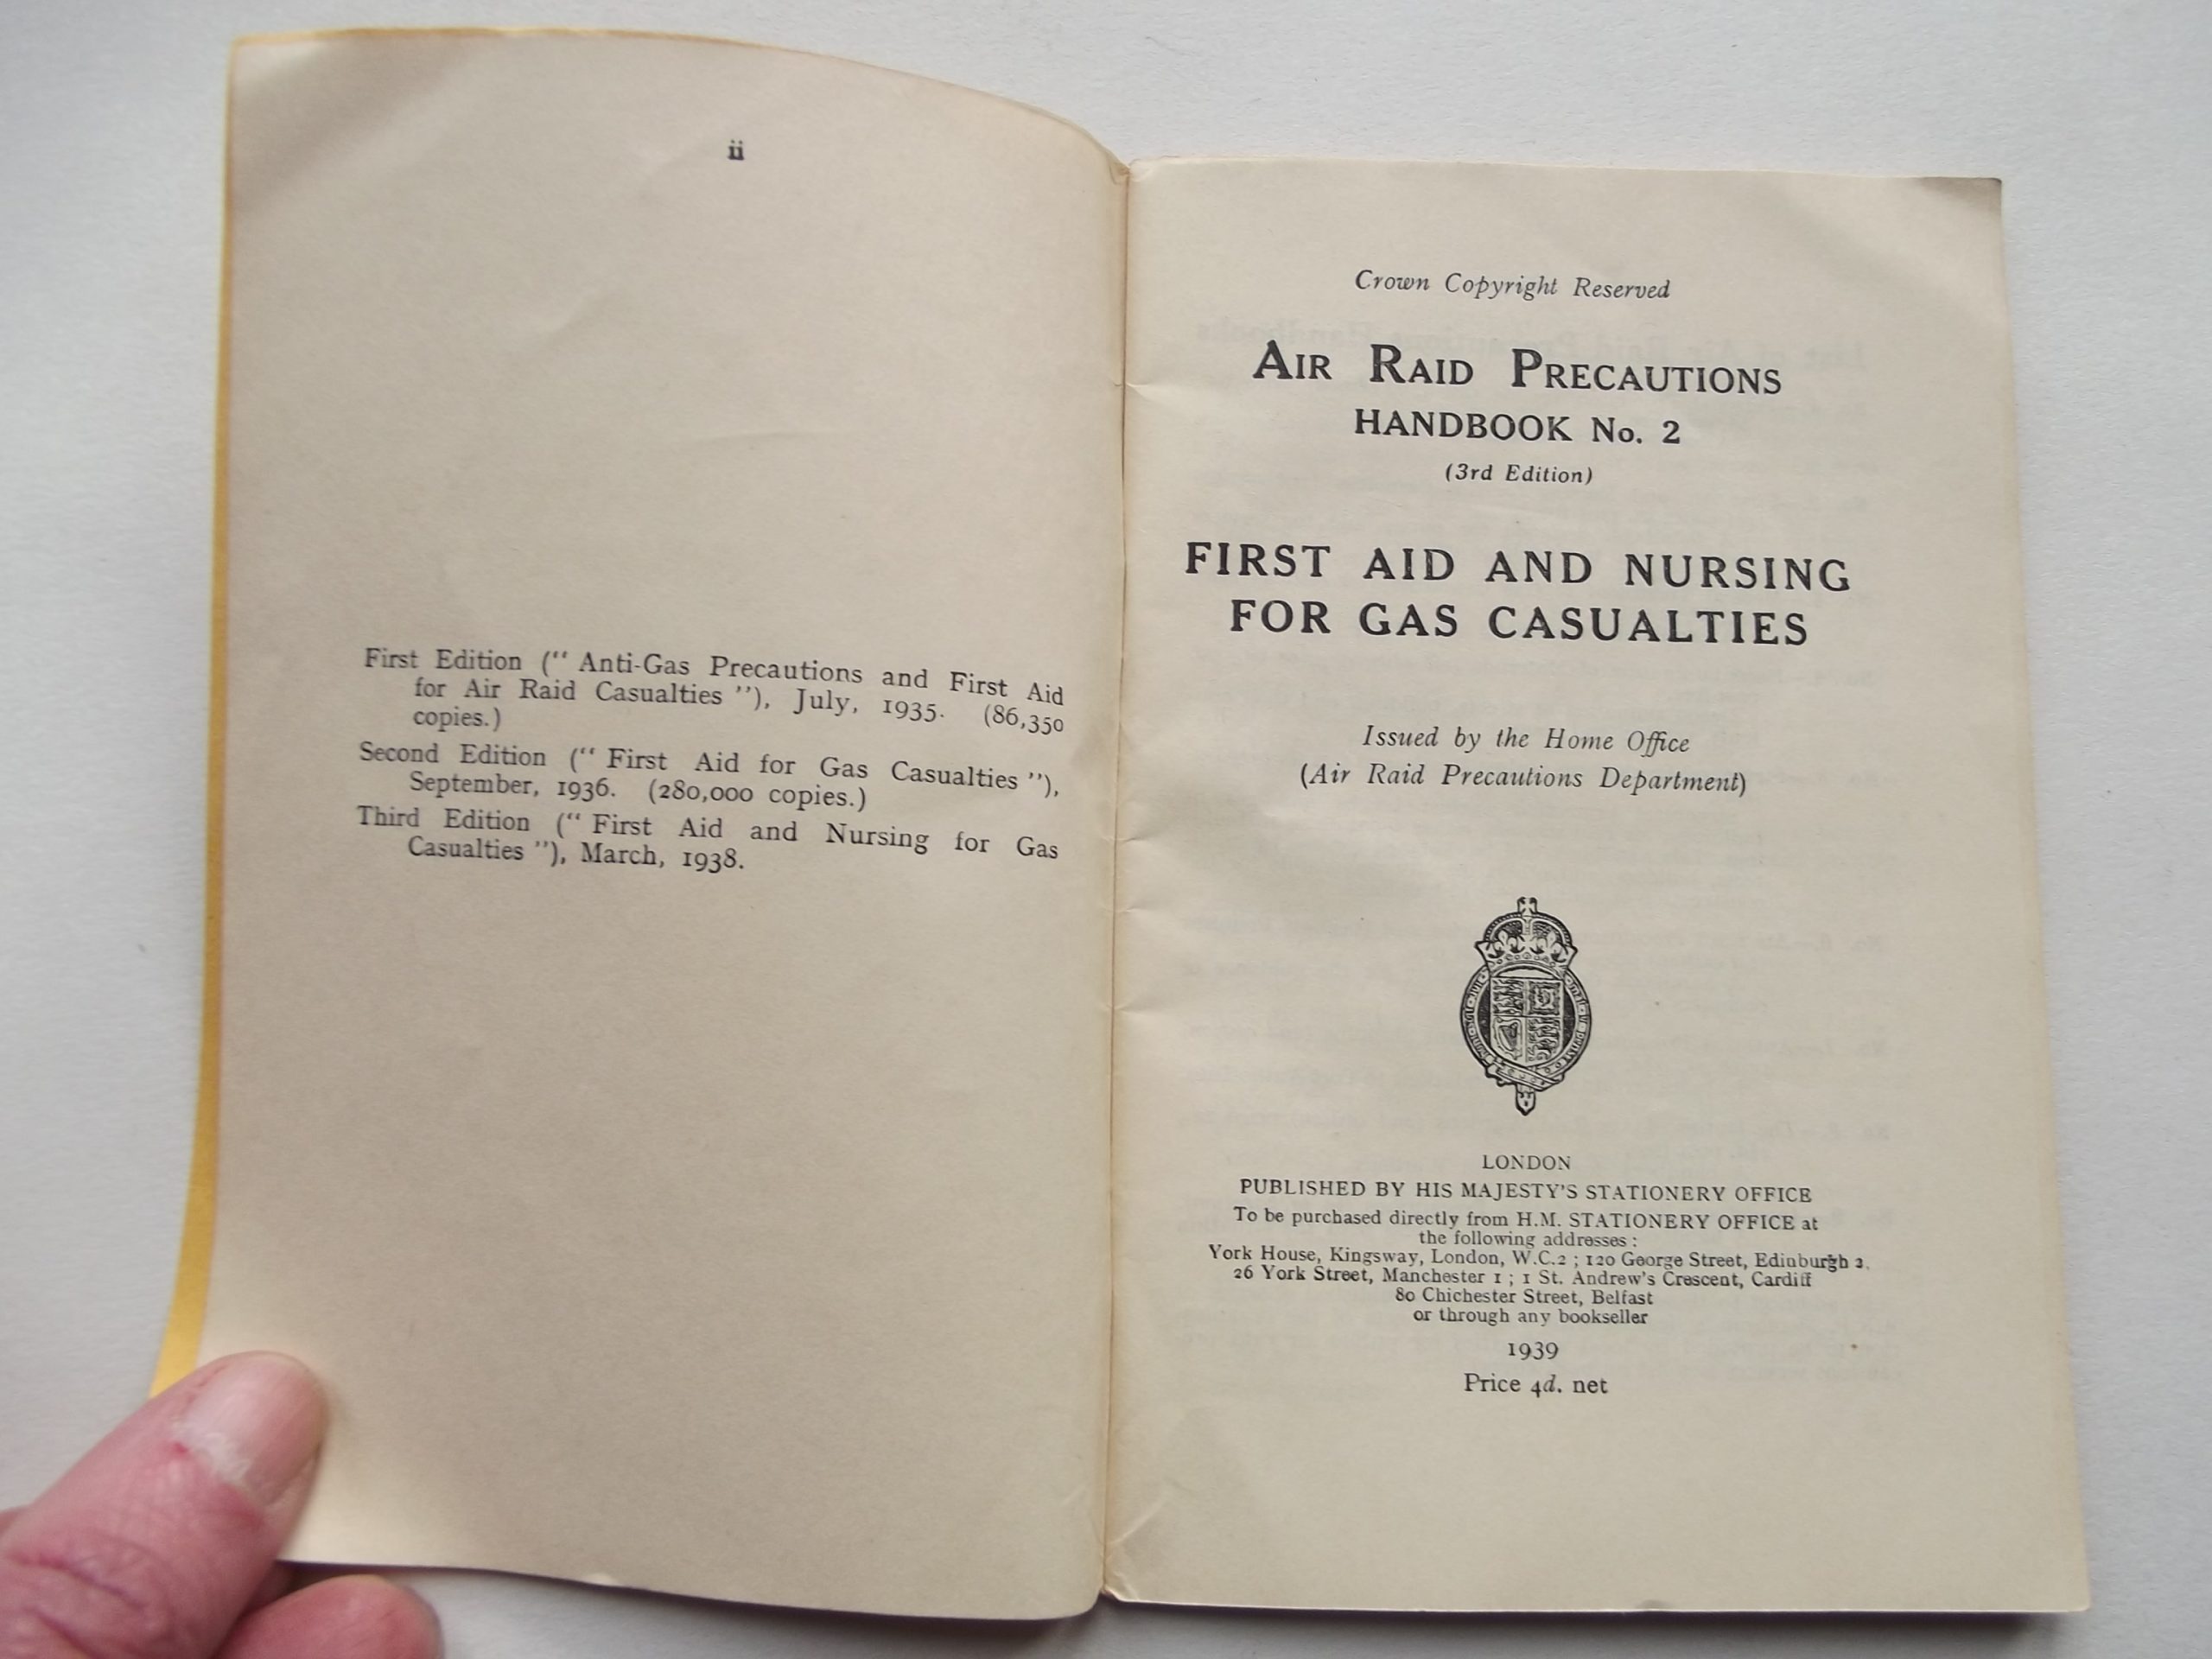 ii
First Edition (“ Anti-Gas Precautions and First Aid
for Air Raid Casualties ”), July, 1935. (86,350
copies.)
Second Edition (“ First Aid for Gas Casualties ”),
September, 1936. (280,000 copies.)
Third Edition (“ First Aid and Nursing for Gas
Casualties ”), March, 1938.
Crown Copyright Reserved
AIR RAID PRECAUTIONS
HANDBOOK No. 2
(3rd Edition)
FIRST AID AND NURSING
FOR GAS CASUALTIES
Issued by the Home Office
(Air Raid Precautions Department)
LONDON
PUBLISHED BY HIS MAJESTY'S STATIONERY OFFICE
To be purchased directly from H.M. STATIONERY OFFICE at
the following addresses :
York House, Kingsway, London, W.C.2 ; 120 George Street, Edinburgh 2.
26 York Street, Manchester 1 ; 1 St. Andrew's Crescent, Cardiff
80 Chichester Street, Belfast
or through any bookseller
1939
Price 4d. net